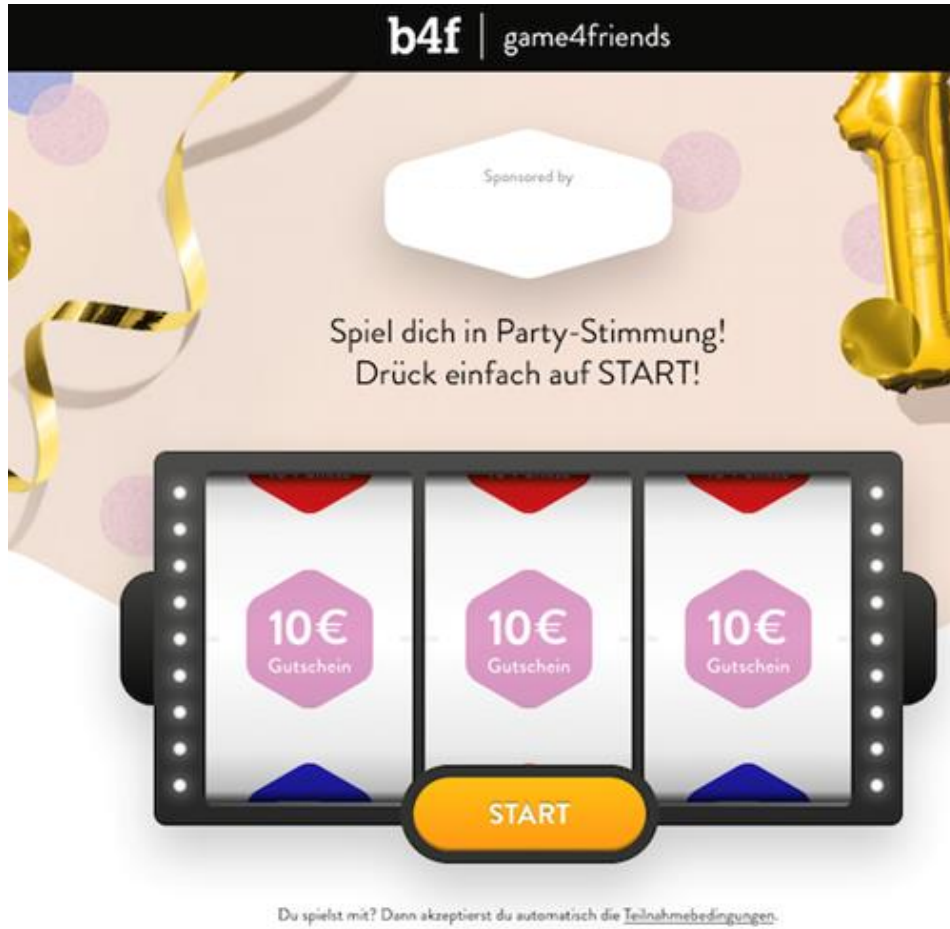 b4f | game4friends
Sponsored by
Spiel dich in Party-Stimmung!
Drück einfach auf START!
10€ 10€ 10€
Gutschein Gutschein Gutschein
START
Du spielst mit? Dann akzeptierst du automatisch die Teilnahmebedingungen.